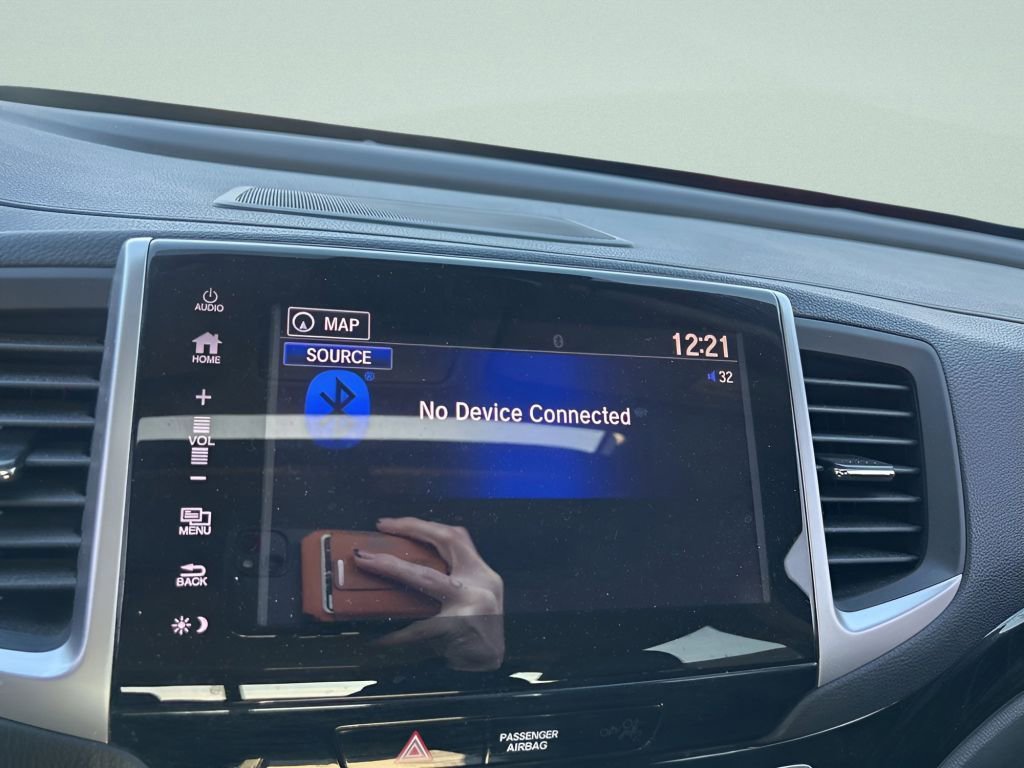 AUDIO
HOME
+
VOL
−
MENU
BACK
MAP
12:21
SOURCE
32
®
No Device Connected
PASSENGER
AIRBAG